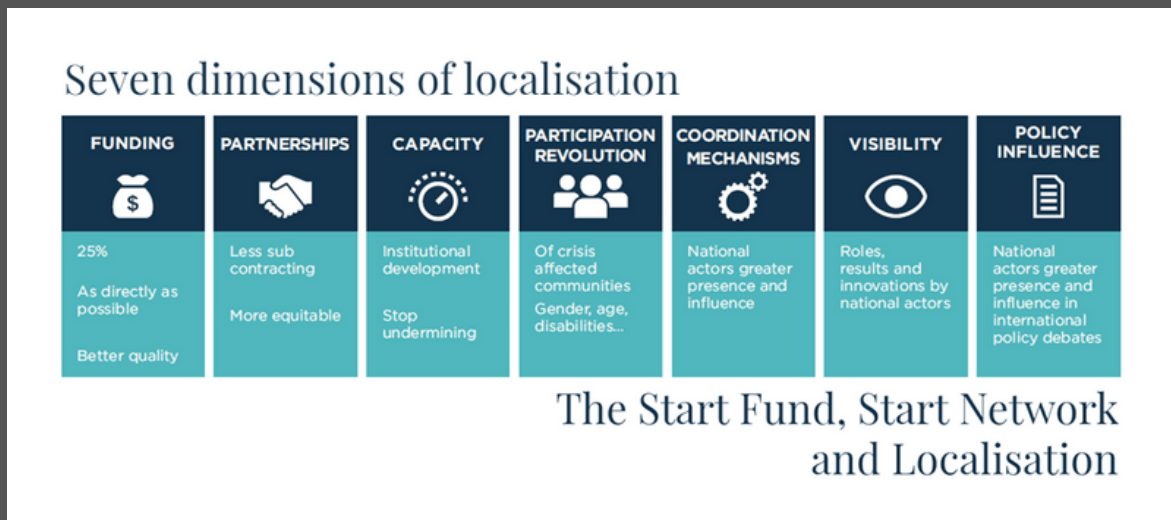 Seven dimensions of localisation
FUNDING
25%
As directly as
possible
Better quality
PARTNERSHIPS
Less sub
contracting
More equitable
CAPACITY
Institutional
development
Stop
undermining
PARTICIPATION
REVOLUTION
Of crisis
affected
communities
Gender, age,
disabilities...
COORDINATION
MECHANISMS
National
actors greater
presence and
influence
VISIBILITY
Roles,
results and
innovations by
national actors
POLICY
INFLUENCE
National
actors greater
presence and
influence in
international
policy debates
The Start Fund, Start Network
and Localisation